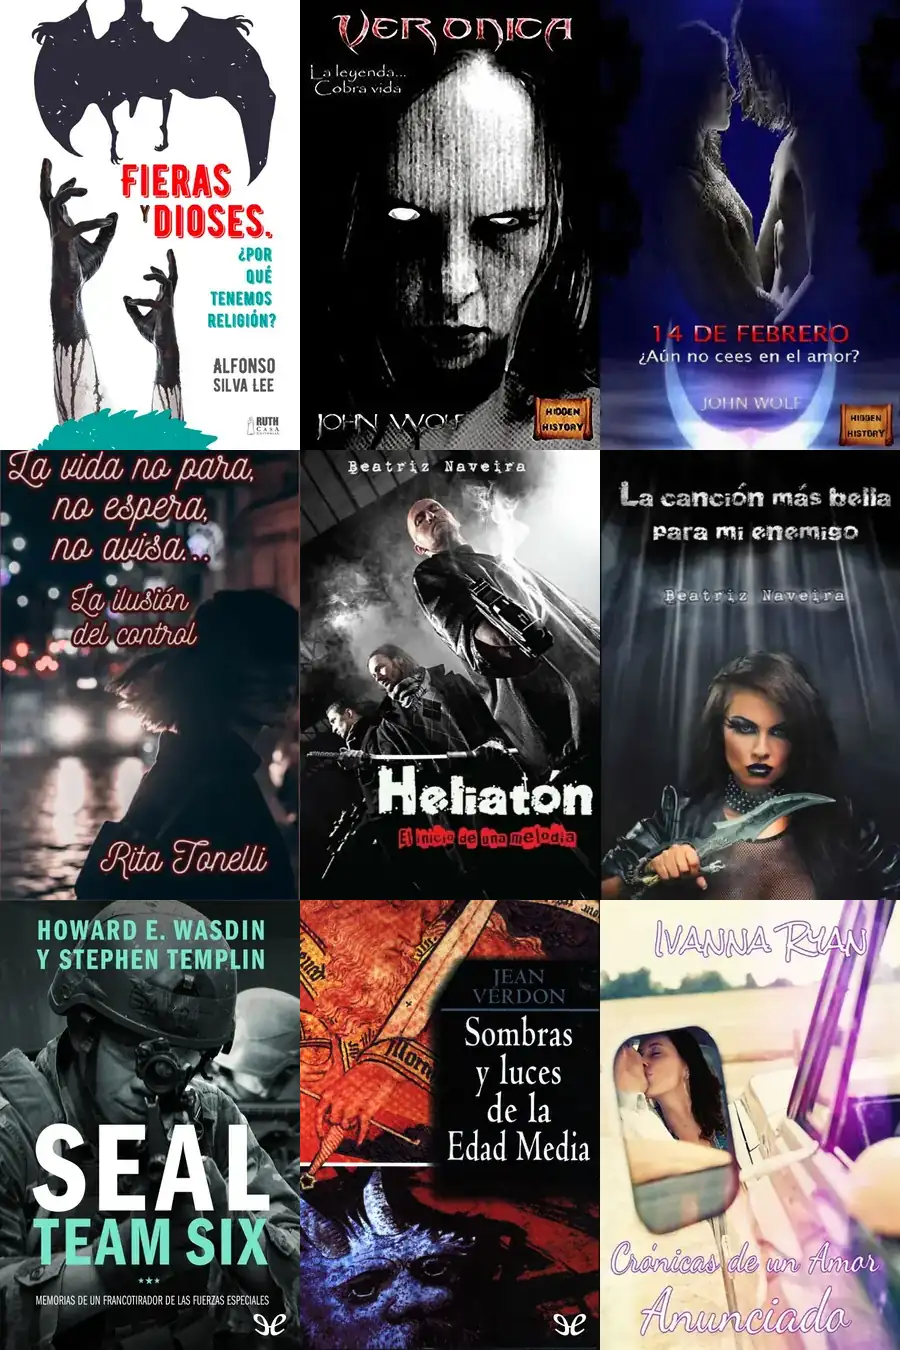 FIERAS
Y DIOSES.
¿POR
QUÉ
TENEMOS
RELIGIÓN?
ALFONSO
SILVA LEE
RUTH
CASA
EDITORIAL
VERONICA
La leyenda...
Cobra vida
JOHN WOLF
HIDDEN
HISTORY
14 DE FEBRERO
¿Aún no cees en el amor?
JOHN WOLF
HIDDEN
HISTORY
La vida no para,
no espera,
no avisa...
La ilusión
del control
Rita Tonelli
Beatriz Naveira
Heliatón
El inicio de una melodia
La canción más bella
para mi enemigo
Beatriz Naveira
HOWARD E. WASDIN
Y STEPHEN TEMPLIN
SEAL
TEAM SIX
MEMORIAS DE UN FRANCOTIRADOR DE LAS FUERZAS ESPECIALES
JEAN
VERDON
Sombras
y luces
de la
Edad Media
IVANNA RYAN
Crónicas de un Amor
Anunciado